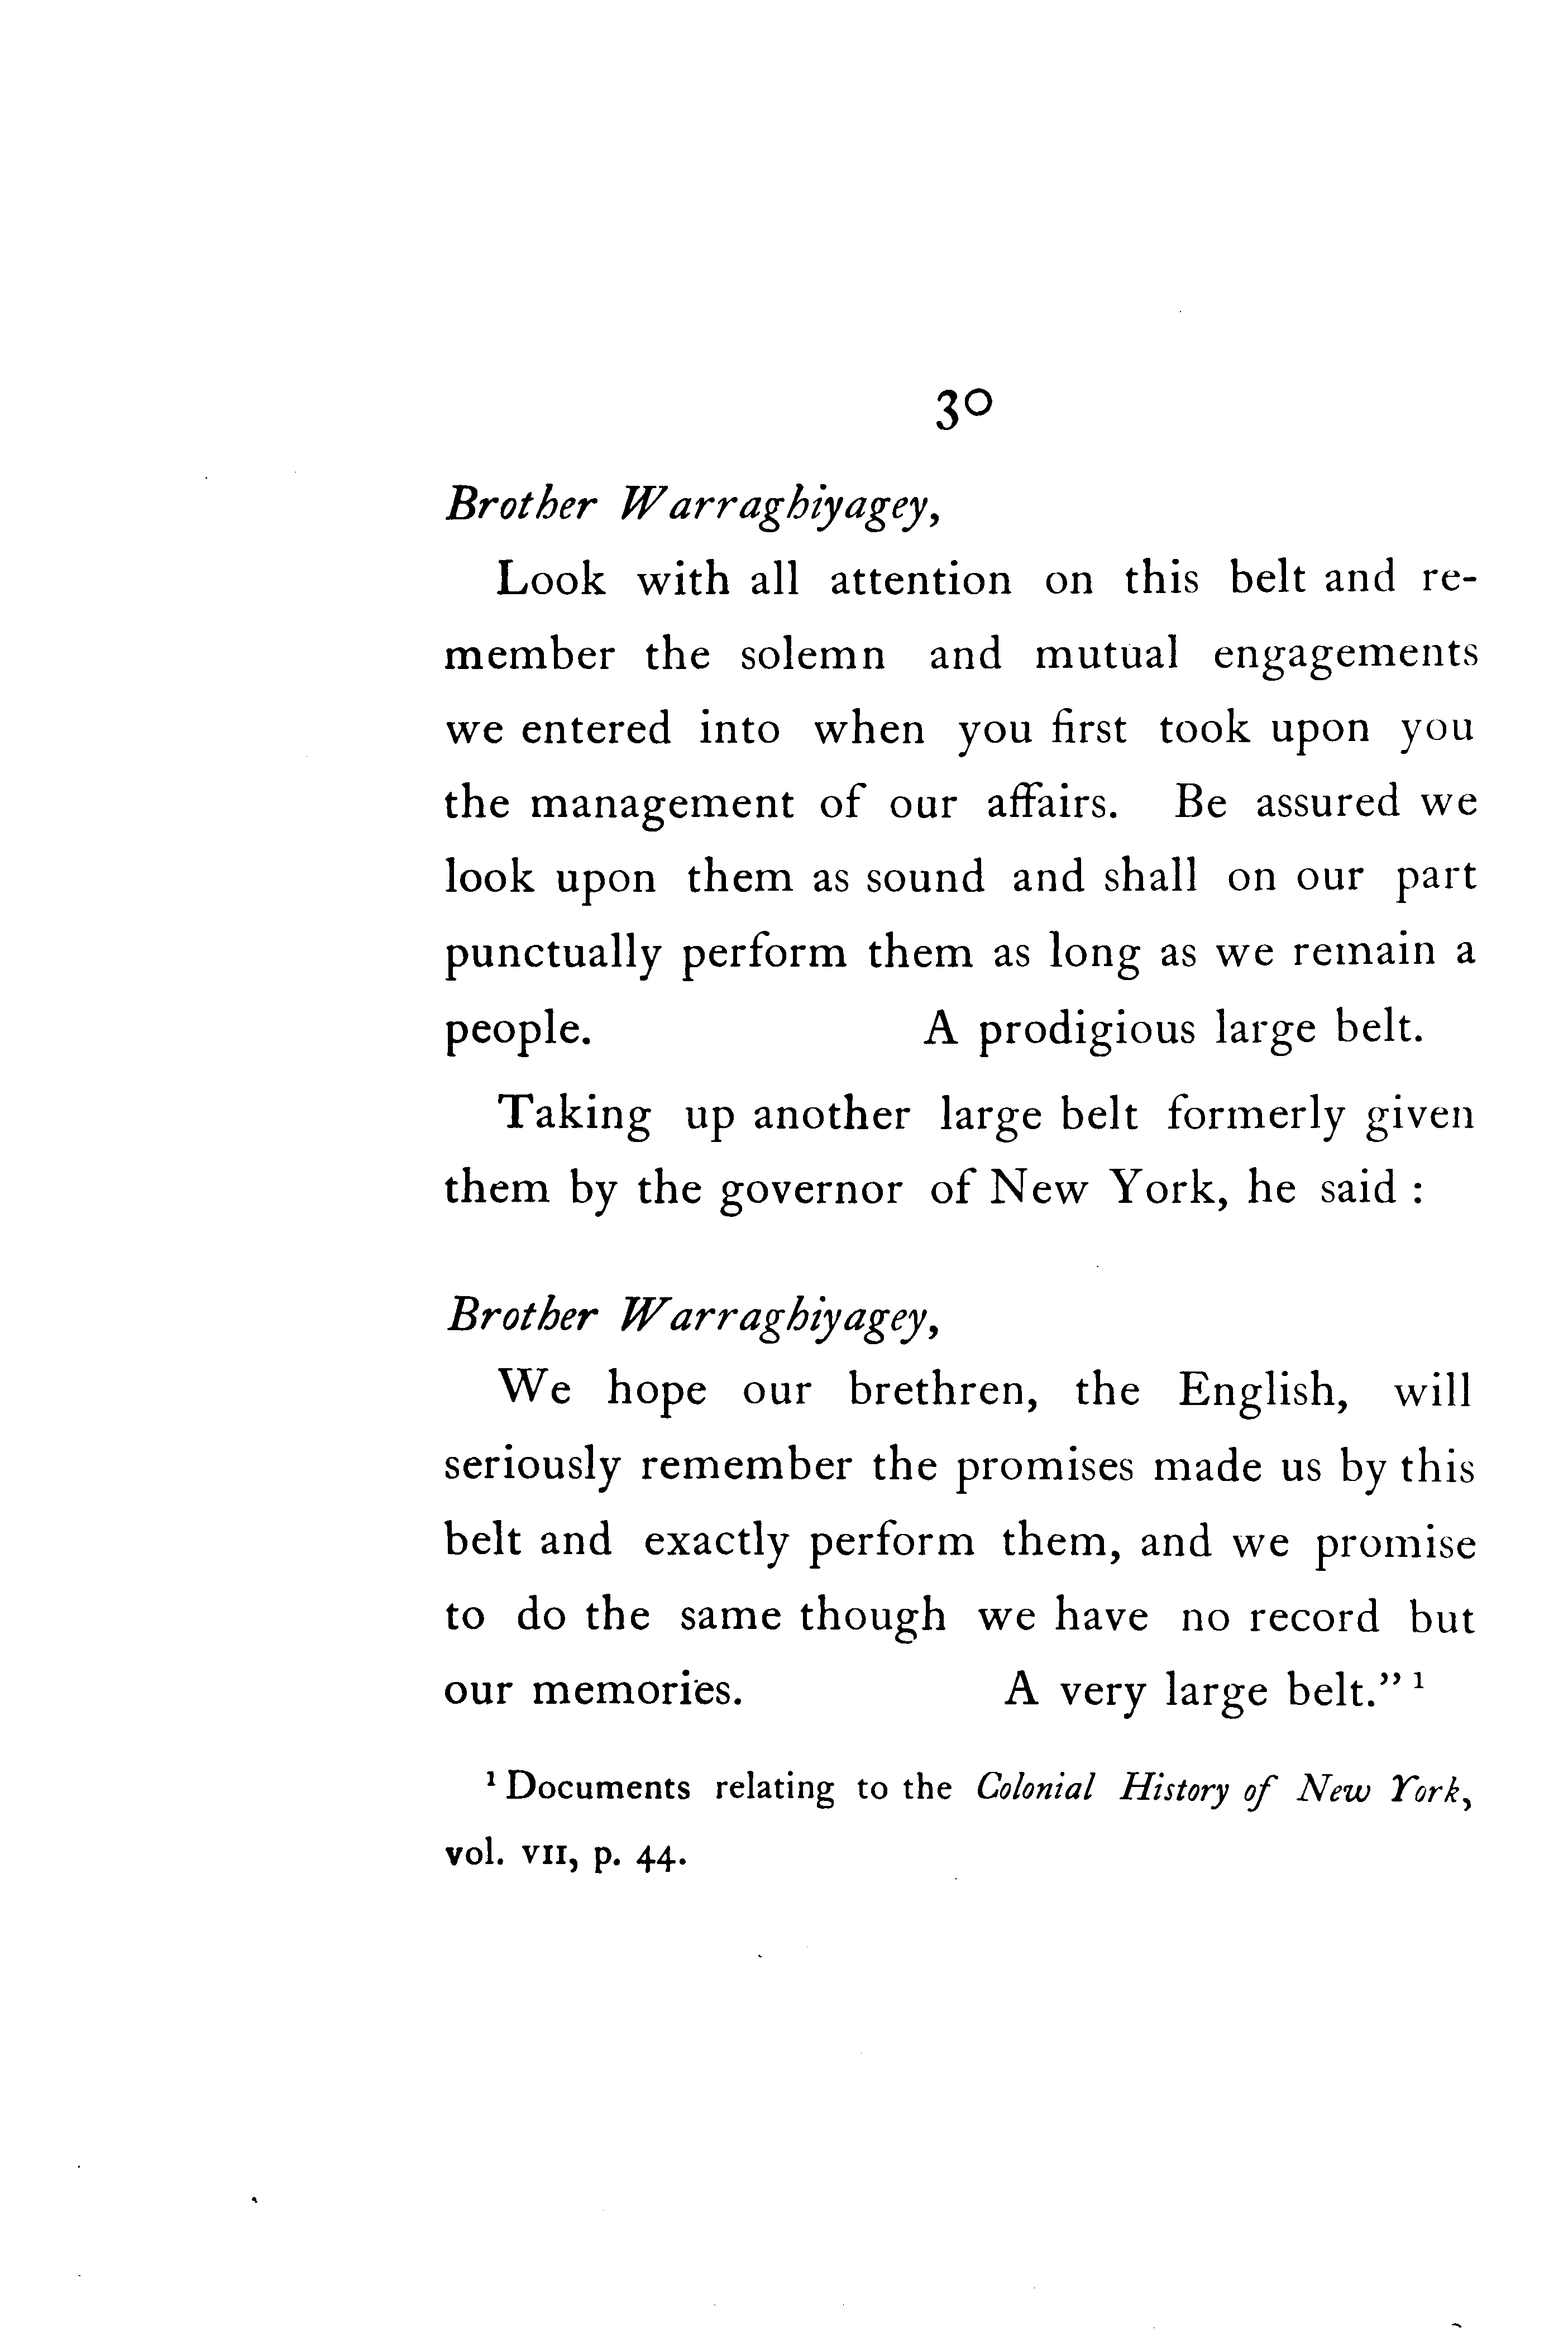 30
Brother Warraghiyagey,
Look with all attention on this belt and re-
member the solemn and mutual engagements
we entered into when you first took upon you
the management of our affairs. Be assured we
look upon them as sound and shall on our part
punctually perform them as long as we remain a
people. A prodigious large belt.
Taking up another large belt formerly given
them by the governor of New York, he said :
Brother Warraghiyagey,
We hope our brethren, the English, will
seriously remember the promises made us by this
belt and exactly perform them, and we promise
to do the same though we have no record but
our memories. A very large belt.” ¹
¹ Documents relating to the Colonial History of New York,
vol. VII, p. 44.